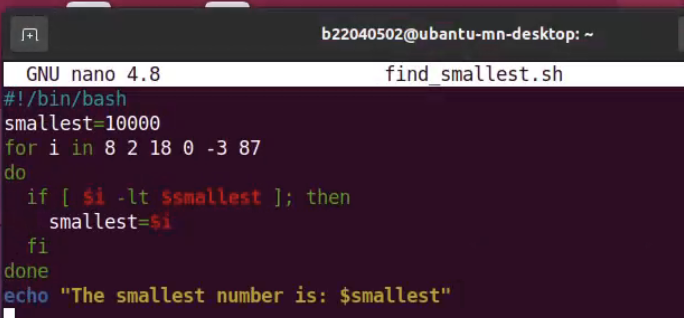 b22040502@ubantu-mn-desktop: ~
GNU nano 4.8 find_smallest.sh
#!/bin/bash
smallest=10000
for i in 8 2 18 0 -3 87
do
  if [ $i -lt $smallest ]; then
    smallest=$i
  fi
done
echo "The smallest number is: $smallest"